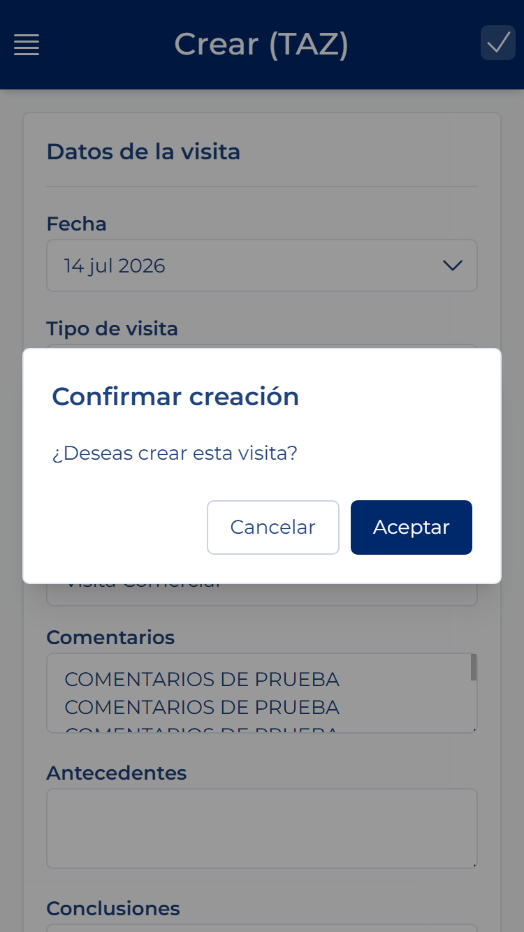 Crear (TAZ)
Datos de la visita
Fecha
14 jul 2026
Tipo de visita
Confirmar creación
¿Deseas crear esta visita?
Cancelar
Aceptar
Visita Comercial
Comentarios
COMENTARIOS DE PRUEBA
COMENTARIOS DE PRUEBA
COMENTARIOS DE PRUEBA
Antecedentes
Conclusiones